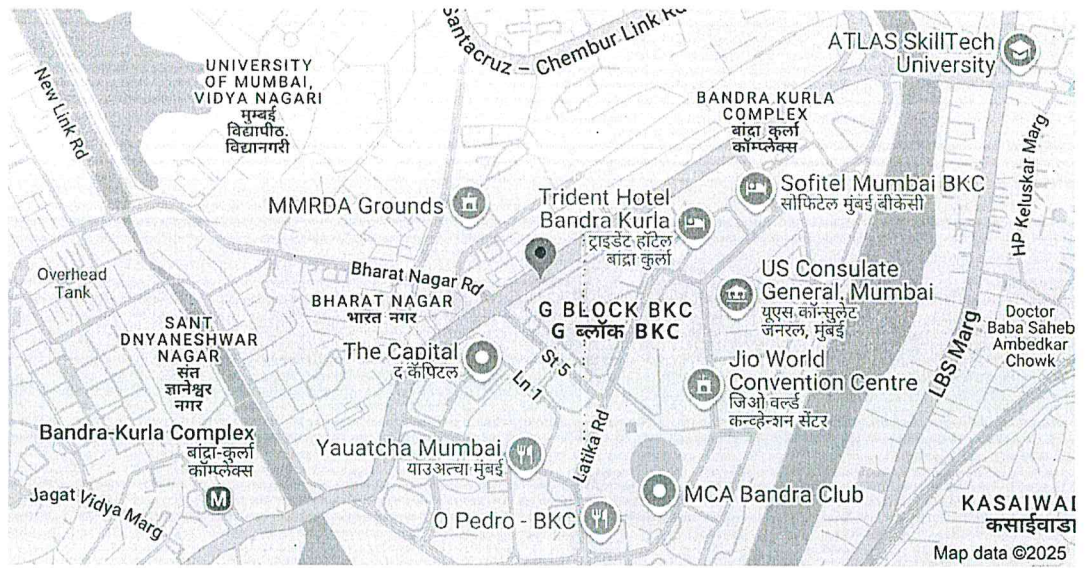 Santacruz – Chembur Link Rd
ATLAS SkillTech
University
New Link Rd
UNIVERSITY
OF MUMBAI,
VIDYA NAGARI
मुम्बई
विद्यापीठ.
विद्यानगरी
BANDRA KURLA
COMPLEX
बांद्रा कुर्ला
कॉम्प्लेक्स
HP Keluskar Marg
MMRDA Grounds
Trident Hotel
Bandra Kurla
ट्राइडेंट हॉटेल
बांद्रा कुर्ला
Sofitel Mumbai BKC
सोफिटेल मुंबई बीकेसी
Overhead
Tank
Bharat Nagar Rd
BHARAT NAGAR
भारत नगर
G BLOCK BKC
G ब्लॉक BKC
US Consulate
General, Mumbai
यूएस कॉन्सुलेट
जनरल, मुंबई
Doctor
Baba Saheb
Ambedkar
Chowk
SANT
DNYANESHWAR
NAGAR
संत
ज्ञानेश्वर
नगर
The Capital
द कॅपिटल
St 5
Ln 1
Jio World
Convention Centre
जिओ वर्ल्ड
कन्व्हेन्शन सेंटर
LBS Marg
Bandra-Kurla Complex
बांद्रा-कुर्ला
कॉम्प्लेक्स
M
Yauatcha Mumbai
याउअत्चा मुंबई
Latika Rd
Jagat Vidya Marg
O Pedro - BKC
MCA Bandra Club
KASAIWAD
कसाईवाडा
Map data ©2025